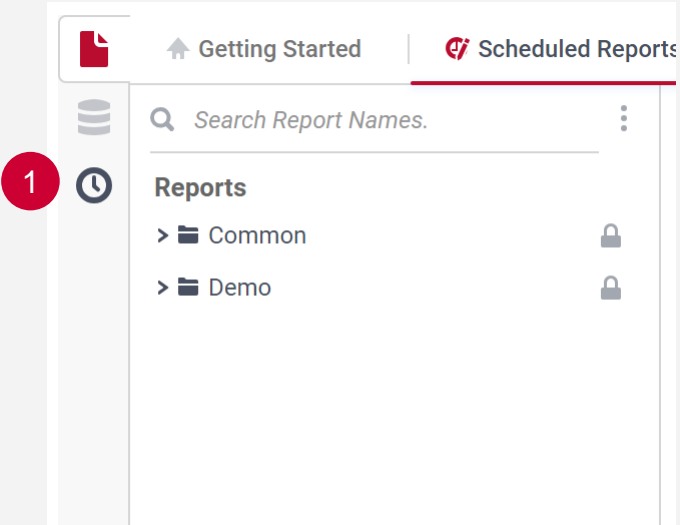 Getting Started
Scheduled Reports
Search Report Names.
1
Reports
Common
Demo